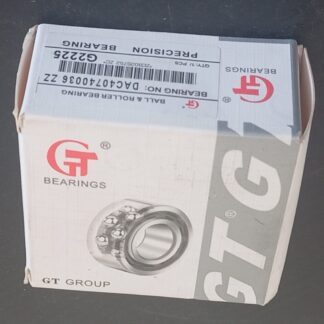 GT
BEARINGS
BALL & ROLLER BEARING
BEARING NO: DAC40740036 ZZ
G2225
PRECISION
BEARING
QTY: 1/ PCS
GT
BEARINGS
GT GROUP
GT® GT